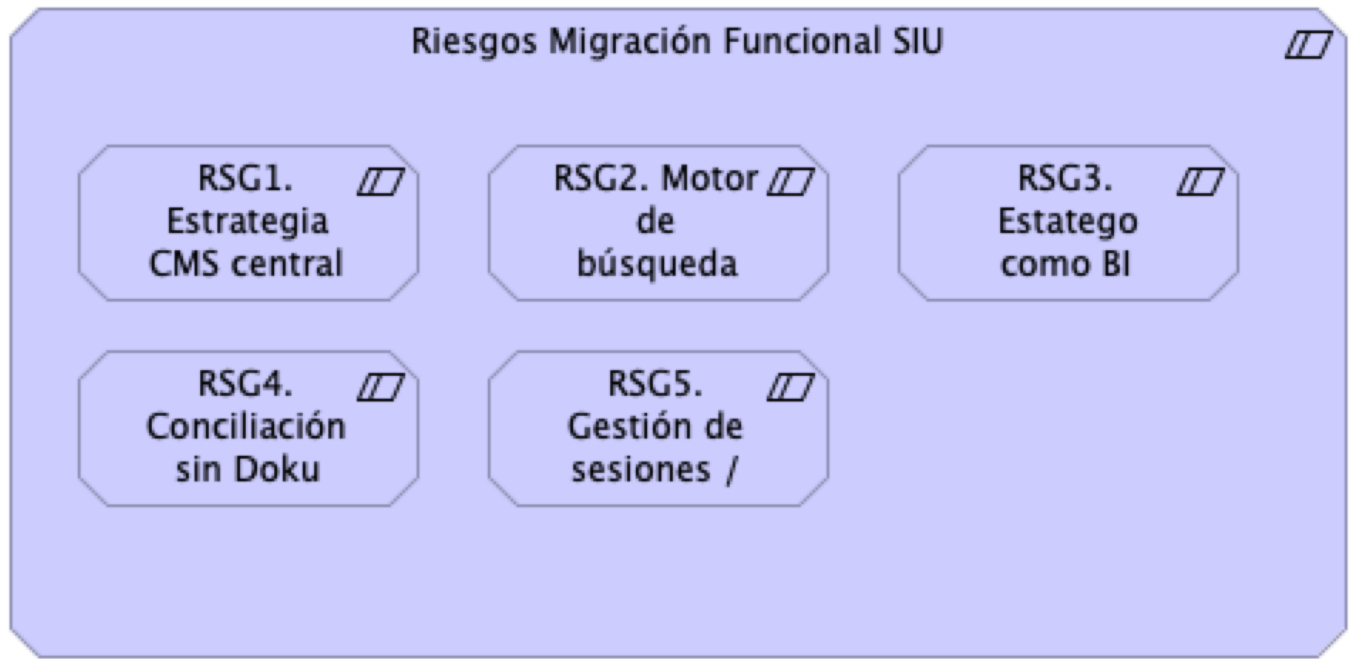 Riesgos Migración Funcional SIU
RSG1.
Estrategia
CMS central
RSG2. Motor
de
búsqueda
RSG3.
Estatego
como BI
RSG4.
Conciliación
sin Doku
RSG5.
Gestión de
sesiones /